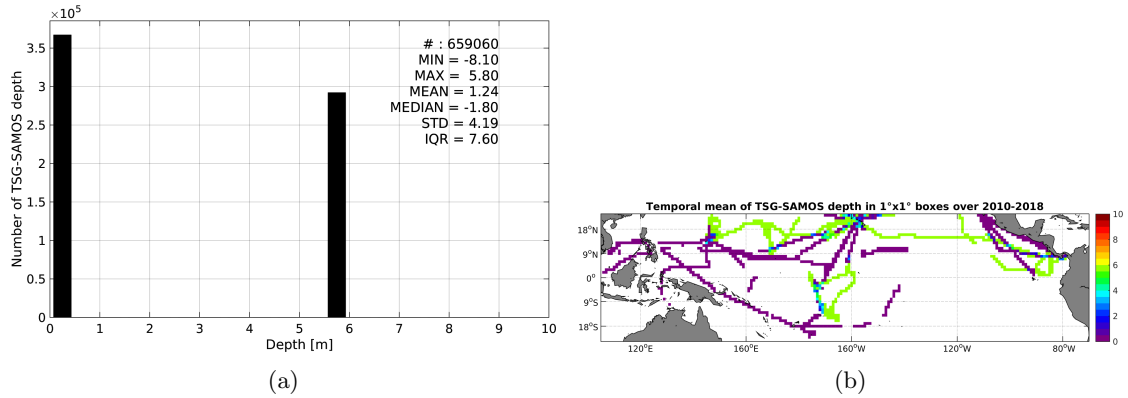 ×10⁵
3.5
3
2.5
2
1.5
1
0.5
0
Number of TSG-SAMOS depth
# : 659060
MIN = -8.10
MAX = 5.80
MEAN = 1.24
MEDIAN = -1.80
STD = 4.19
IQR = 7.60
0 1 2 3 4 5 6 7 8 9 10
Depth [m]
(a)
Temporal mean of TSG-SAMOS depth in 1°x1° boxes over 2010-2018
18°N
9°N
0°
9°S
18°S
120°E 160°E 160°W 120°W 80°W
10
8
6
4
2
0
(b)